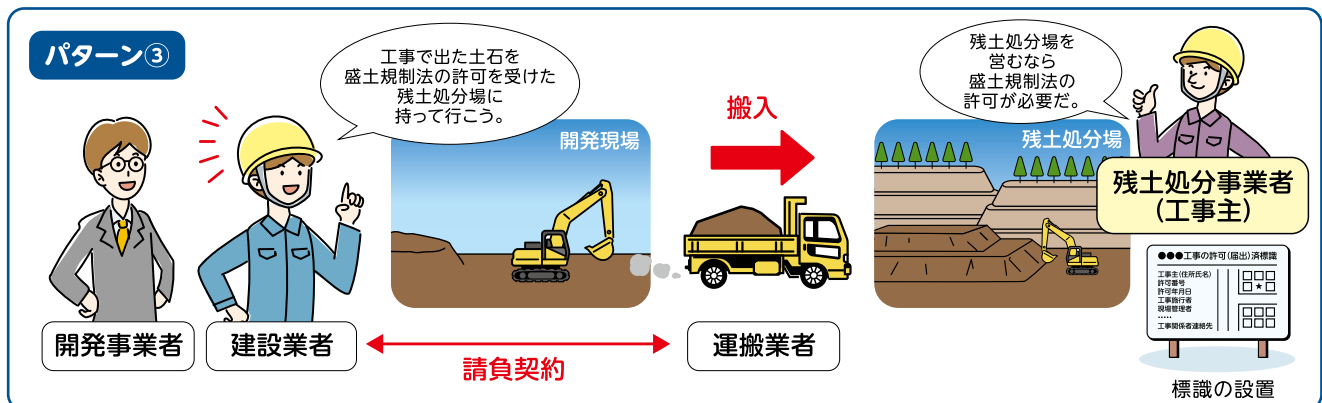 パターン③
工事で出た土石を
盛土規制法の許可を受けた
残土処分場に
持って行こう。
開発現場
搬入
残土処分場を
営むなら
盛土規制法の
許可が必要だ。
残土処分場
残土処分事業者
(工事主)
●●●工事の許可(届出)済標識
工事主(住所氏名)
許可番号
許可年月日
工事施行者
現場管理者
……
工事関係者連絡先
□□□
□★□
□□□
□□□
標識の設置
開発事業者
建設業者
請負契約
運搬業者